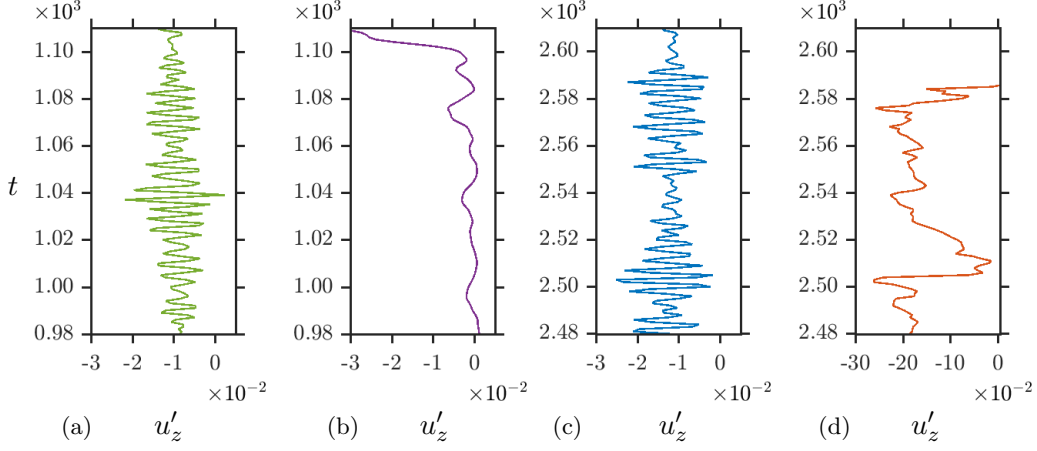 ×10³ ×10³ ×10³ ×10³
1.10 1.10 2.60 2.60
1.08 1.08 2.58 2.58
1.06 1.06 2.56 2.56
t 1.04 1.04 2.54 2.54
1.02 1.02 2.52 2.52
1.00 1.00 2.50 2.50
0.98 0.98 2.48 2.48
-3 -2 -1 0 -3 -2 -1 0 -3 -2 -1 0 -30 -20 -10 0
×10⁻² ×10⁻² ×10⁻² ×10⁻²
(a) u′z (b) u′z (c) u′z (d) u′z